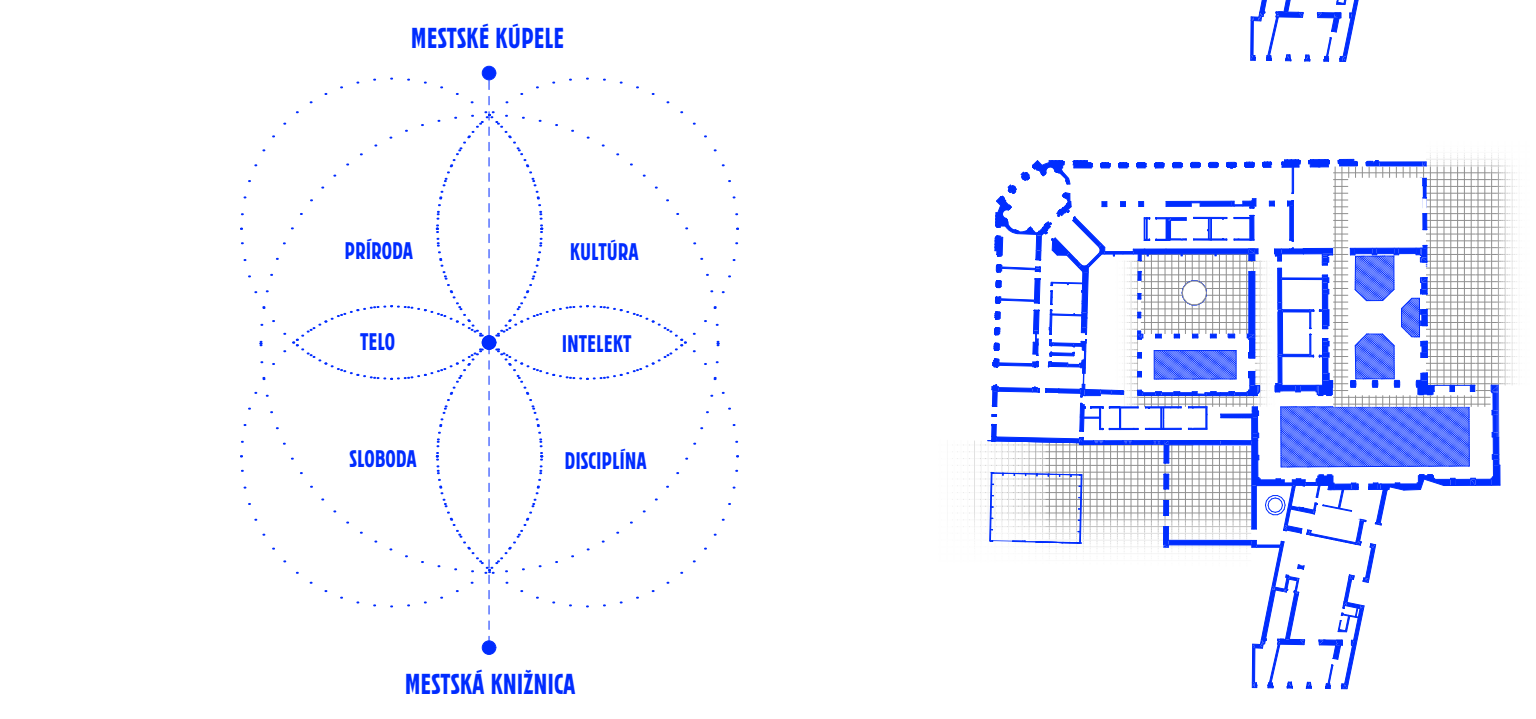 MESTSKÉ KÚPELE
PRÍRODA
KULTÚRA
TELO
INTELEKT
SLOBODA
DISCIPLÍNA
MESTSKÁ KNIŽNICA